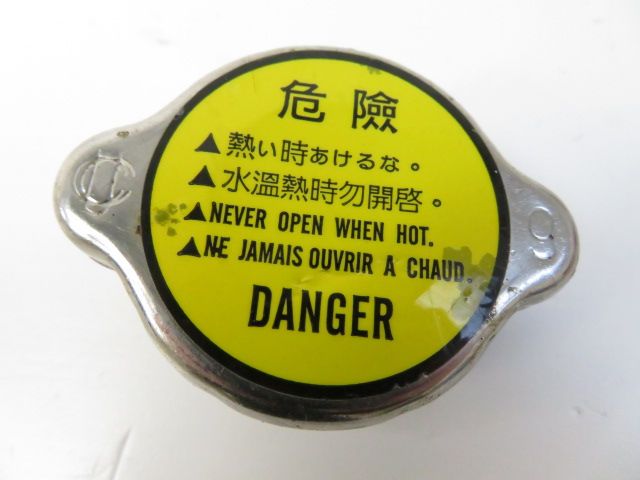 危險
▲熱い時あけるな。
▲水溫熱時勿開啓。
▲NEVER OPEN WHEN HOT.
▲NE JAMAIS OUVRIR A CHAUD.
DANGER